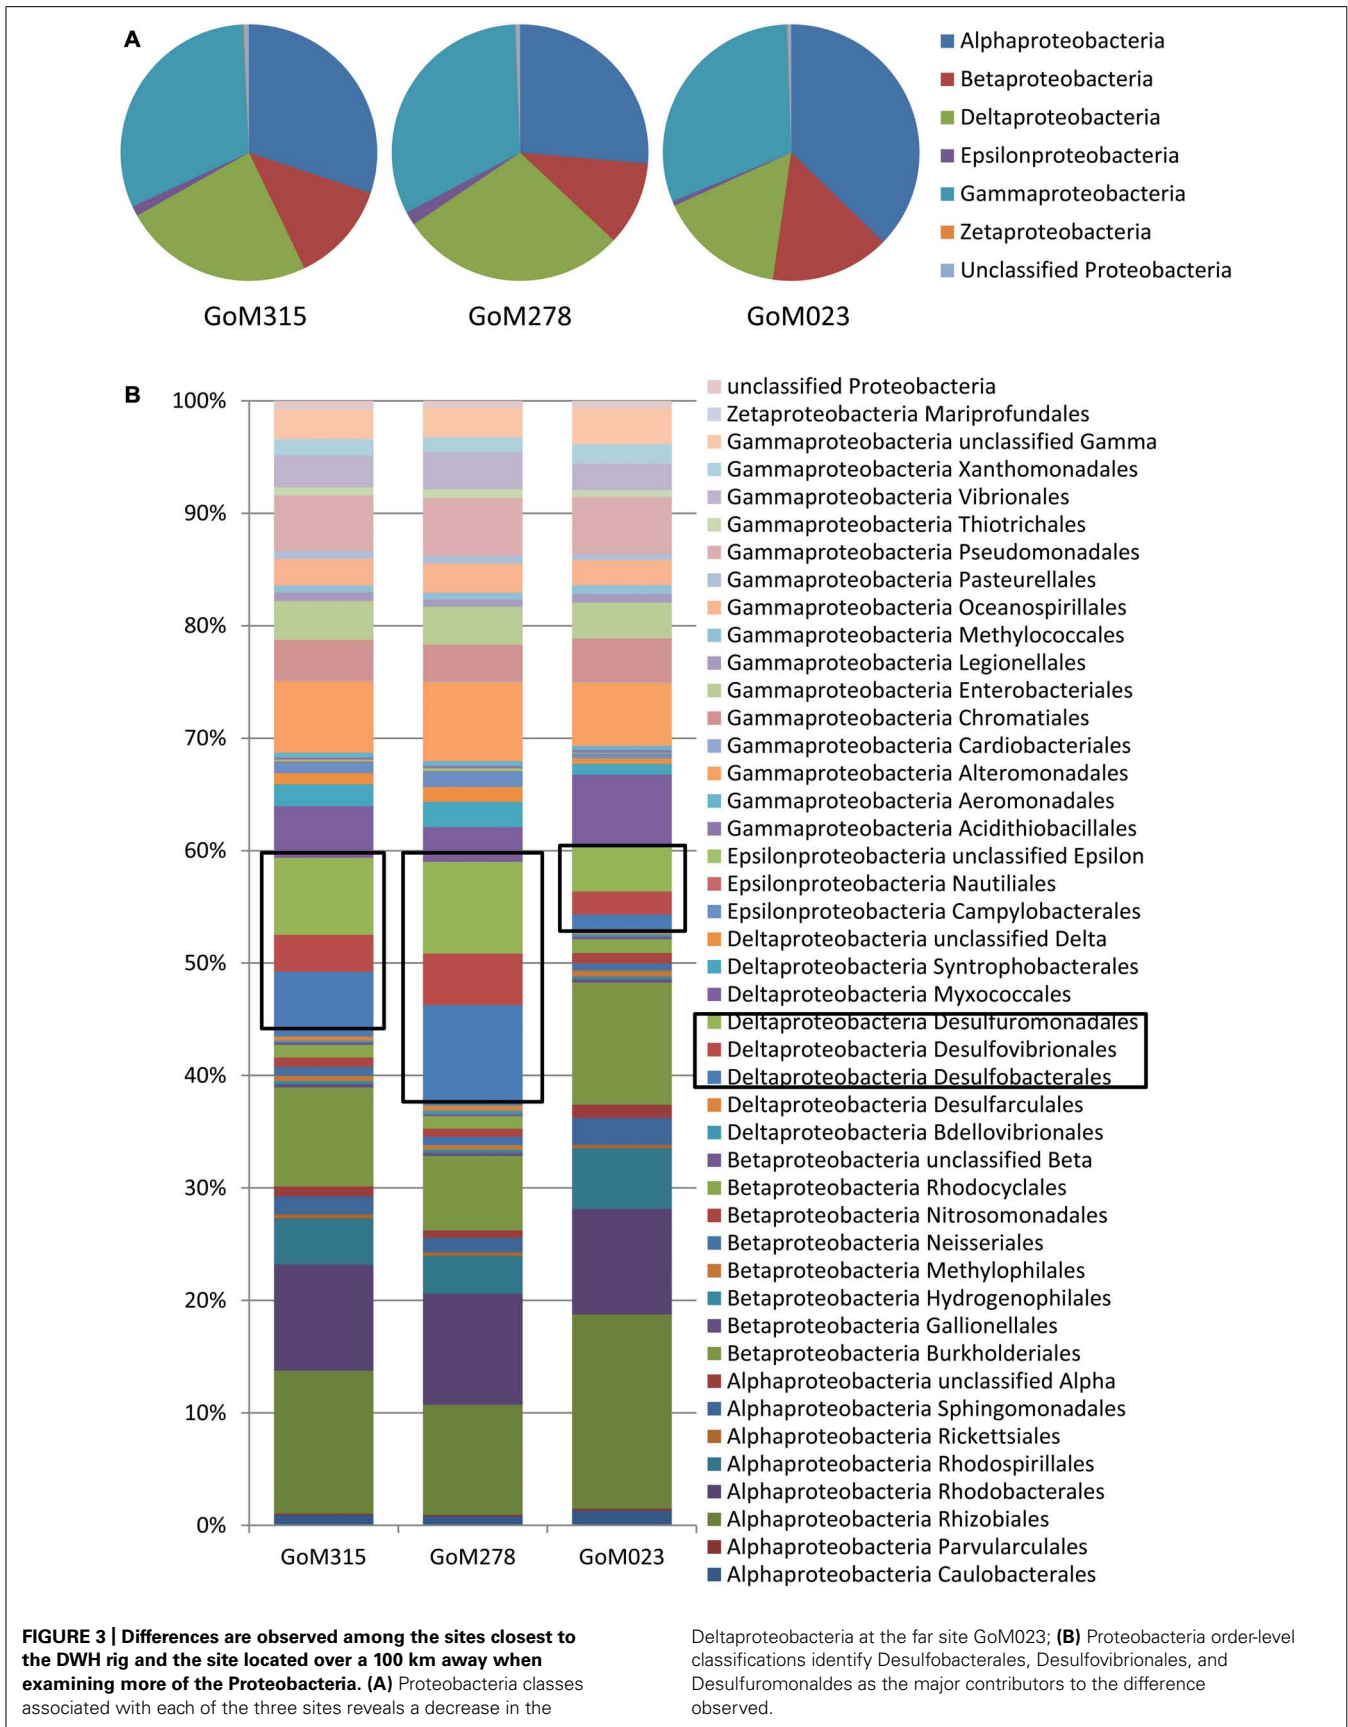 A
Alphaproteobacteria
Betaproteobacteria
Deltaproteobacteria
Epsilonproteobacteria
Gammaproteobacteria
Zetaproteobacteria
Unclassified Proteobacteria
GoM315
GoM278
GoM023
B
100%
90%
80%
70%
60%
50%
40%
30%
20%
10%
0%
GoM315
GoM278
GoM023
unclassified Proteobacteria
Zetaproteobacteria Mariprofundales
Gammaproteobacteria unclassified Gamma
Gammaproteobacteria Xanthomonadales
Gammaproteobacteria Vibrionales
Gammaproteobacteria Thiotrichales
Gammaproteobacteria Pseudomonadales
Gammaproteobacteria Pasteurellales
Gammaproteobacteria Oceanospirillales
Gammaproteobacteria Methylococcales
Gammaproteobacteria Legionellales
Gammaproteobacteria Enterobacteriales
Gammaproteobacteria Chromatiales
Gammaproteobacteria Cardiobacteriales
Gammaproteobacteria Alteromonadales
Gammaproteobacteria Aeromonadales
Gammaproteobacteria Acidithiobacillales
Epsilonproteobacteria unclassified Epsilon
Epsilonproteobacteria Nautiliales
Epsilonproteobacteria Campylobacterales
Deltaproteobacteria unclassified Delta
Deltaproteobacteria Syntrophobacterales
Deltaproteobacteria Myxococcales
Deltaproteobacteria Desulfuromonadales
Deltaproteobacteria Desulfovibrionales
Deltaproteobacteria Desulfobacterales
Deltaproteobacteria Desulfarculales
Deltaproteobacteria Bdellovibrionales
Betaproteobacteria unclassified Beta
Betaproteobacteria Rhodocyclales
Betaproteobacteria Nitrosomonadales
Betaproteobacteria Neisseriales
Betaproteobacteria Methylophilales
Betaproteobacteria Hydrogenophilales
Betaproteobacteria Gallionellales
Betaproteobacteria Burkholderiales
Alphaproteobacteria unclassified Alpha
Alphaproteobacteria Sphingomonadales
Alphaproteobacteria Rickettsiales
Alphaproteobacteria Rhodospirillales
Alphaproteobacteria Rhodobacterales
Alphaproteobacteria Rhizobiales
Alphaproteobacteria Parvularculales
Alphaproteobacteria Caulobacterales
FIGURE 3 | Differences are observed among the sites closest to
the DWH rig and the site located over a 100 km away when
examining more of the Proteobacteria. (A) Proteobacteria classes
associated with each of the three sites reveals a decrease in the
Deltaproteobacteria at the far site GoM023; (B) Proteobacteria order-level
classifications identify Desulfobacterales, Desulfovibrionales, and
Desulfuromonaldes as the major contributors to the difference
observed.